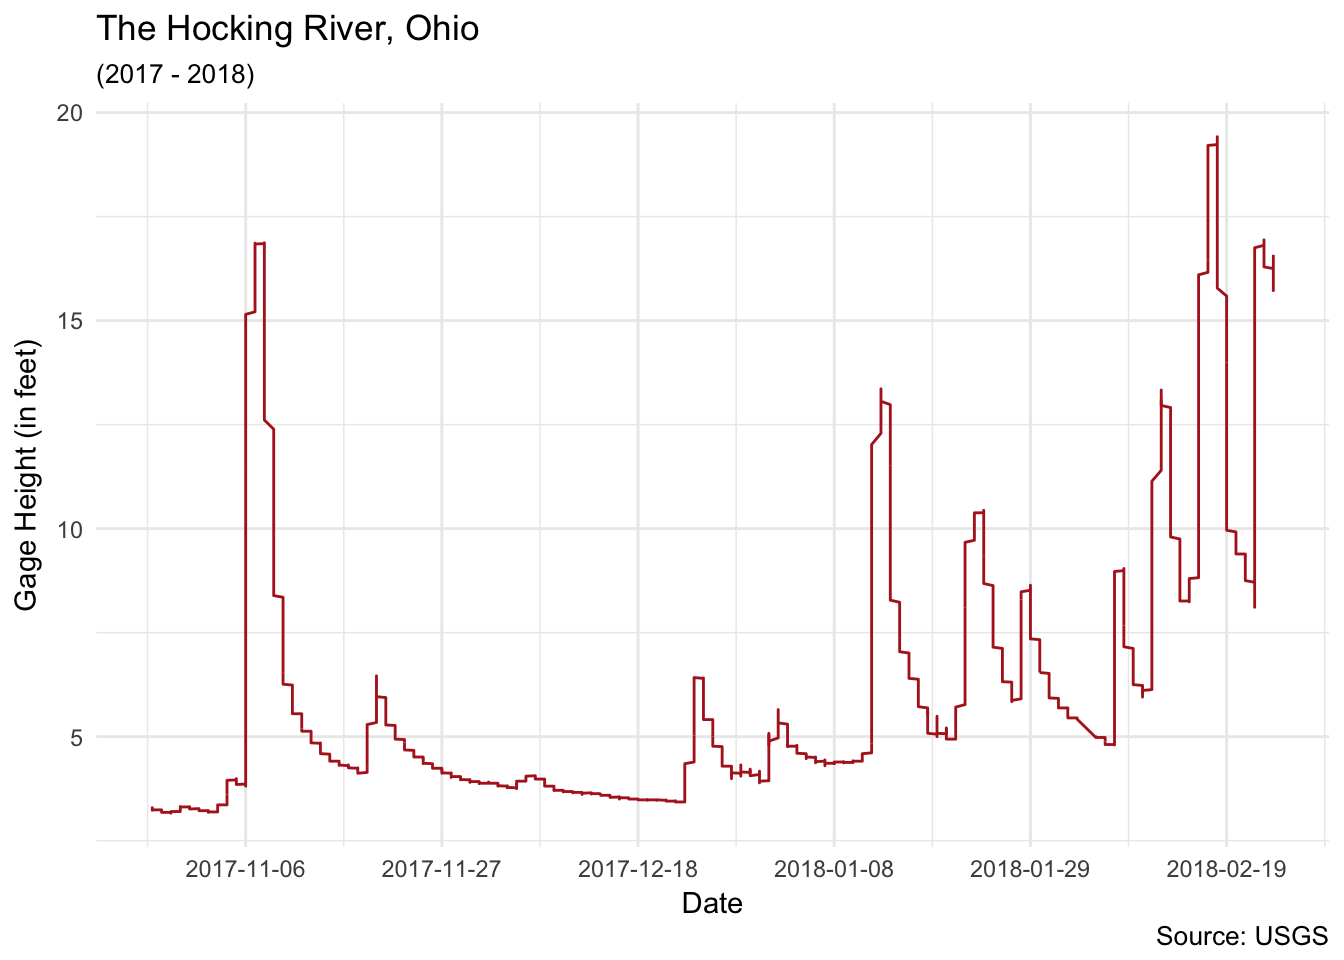 The Hocking River, Ohio
(2017 - 2018)
20
15
10
5
Gage Height (in feet)
2017-11-06 2017-11-27 2017-12-18 2018-01-08 2018-01-29 2018-02-19
Date
Source: USGS